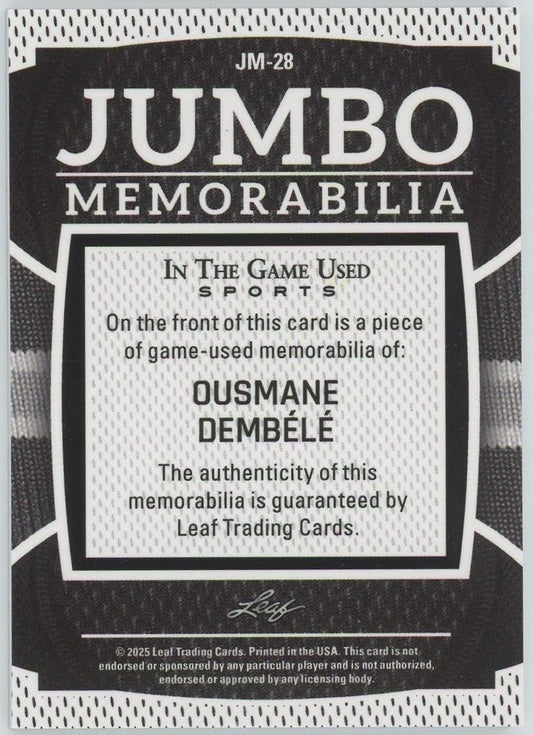 JM-28
JUMBO
MEMORABILIA
IN THE GAME USED
SPORTS
On the front of this card is a piece
of game-used memorabilia of:
OUSMANE
DEMBÉLÉ
The authenticity of this
memorabilia is guaranteed by
Leaf Trading Cards.
Leaf
© 2025 Leaf Trading Cards. Printed in the USA. This card is not
endorsed or sponsored by any particular player and is not authorized,
endorsed or approved by any licensing body.